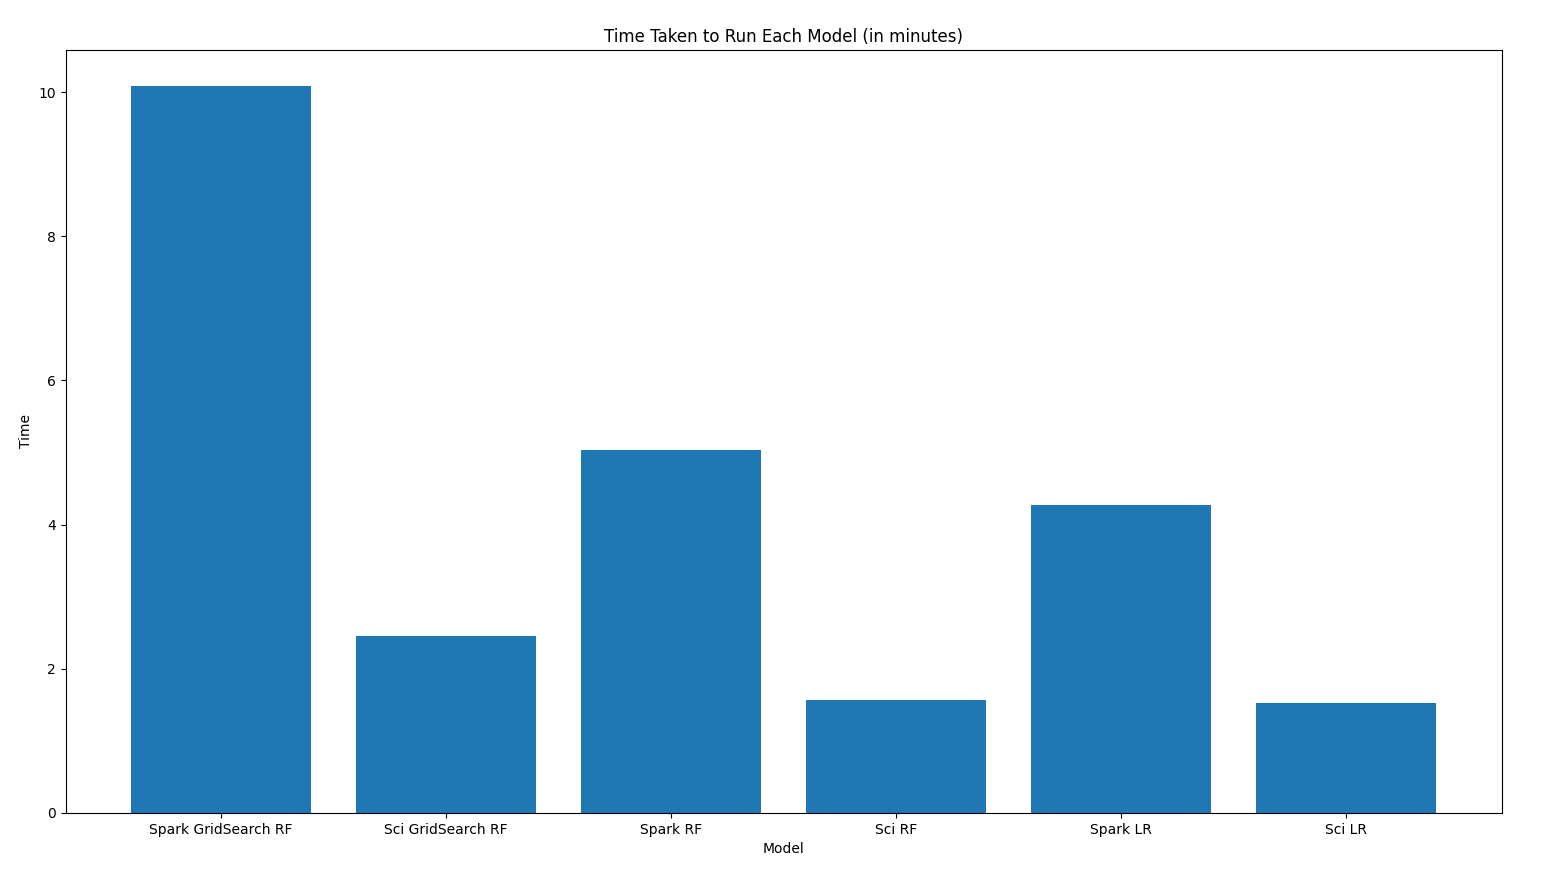 Time Taken to Run Each Model (in minutes)
10
8
6
4
2
0
Time
Spark GridSearch RF
Sci GridSearch RF
Spark RF
Sci RF
Spark LR
Sci LR
Model